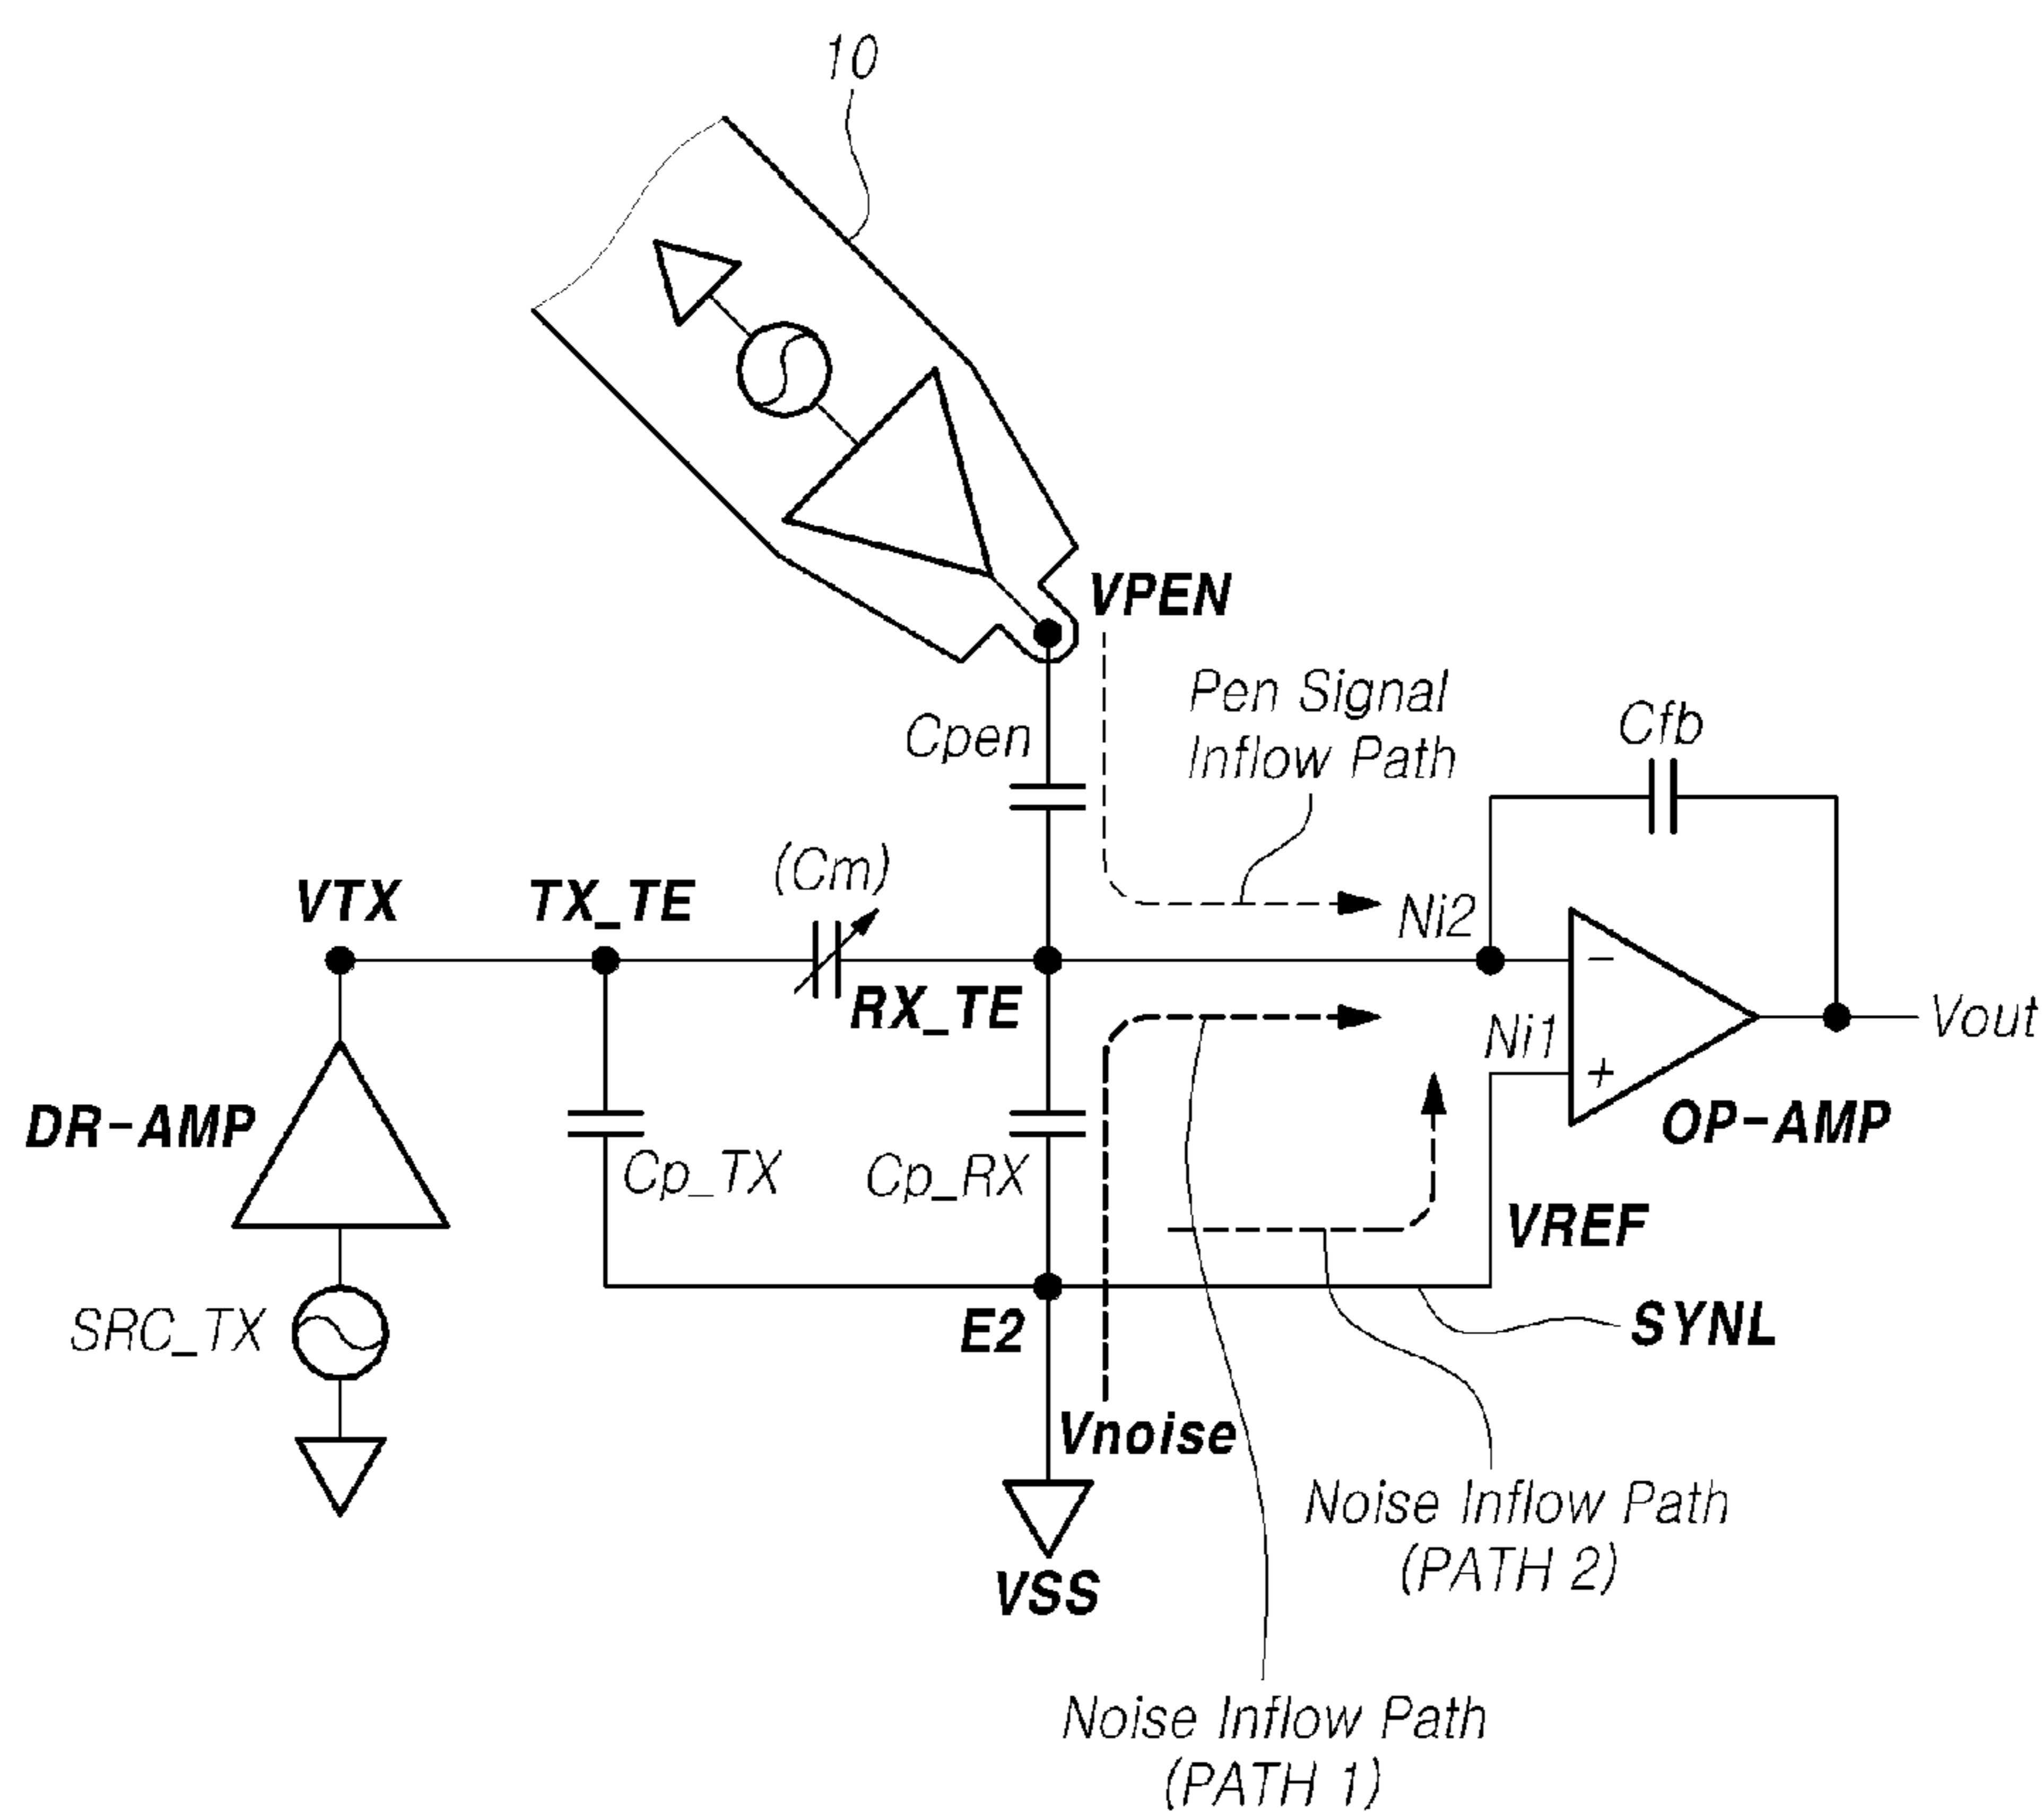 10
VPEN
Pen Signal
Inflow Path
Cpen
Cfb
(Cm)
VTX
TX_TE
Ni2
RX_TE
−
Ni1
+
Vout
DR-AMP
OP-AMP
Cp_TX
Cp_RX
VREF
SRC_TX
E2
SYNL
Vnoise
Noise Inflow Path
(PATH 2)
VSS
Noise Inflow Path
(PATH 1)